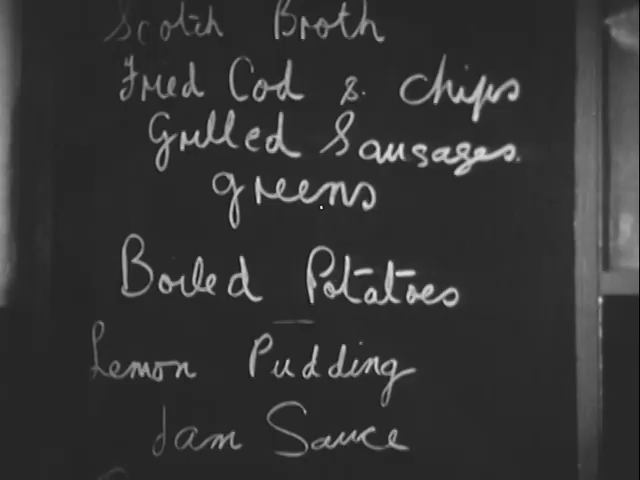 Scotch Broth
Fried Cod & Chips
Grilled Sausages.
greens
Boiled Potatoes
Lemon Pudding
Jam Sauce